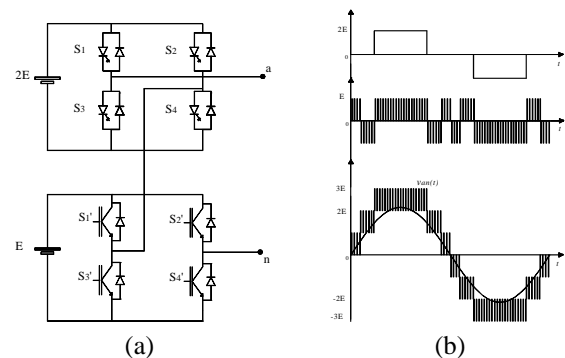 S1
S2
2E
a
S3
S4
S1'
S2'
E
n
S3'
S4'
(a)
2E
0
t
E
0
t
van(t)
3E
2E
0
t
-2E
-3E
(b)